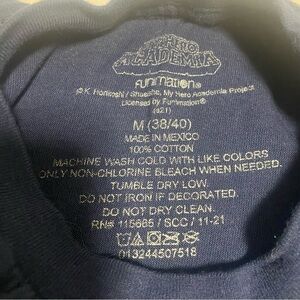 MY HERO
ACADEMIA
FUNIMATION®
©K. Horikoshi / Shueisha, My Hero Academia Project
Licensed by Funimation®
(s21)
M (38/40)
MADE IN MEXICO
100% COTTON
MACHINE WASH COLD WITH LIKE COLORS
ONLY NON-CHLORINE BLEACH WHEN NEEDED.
TUMBLE DRY LOW.
DO NOT IRON IF DECORATED.
DO NOT DRY CLEAN.
RN# 115665 / SCC / 11-21
013244507518